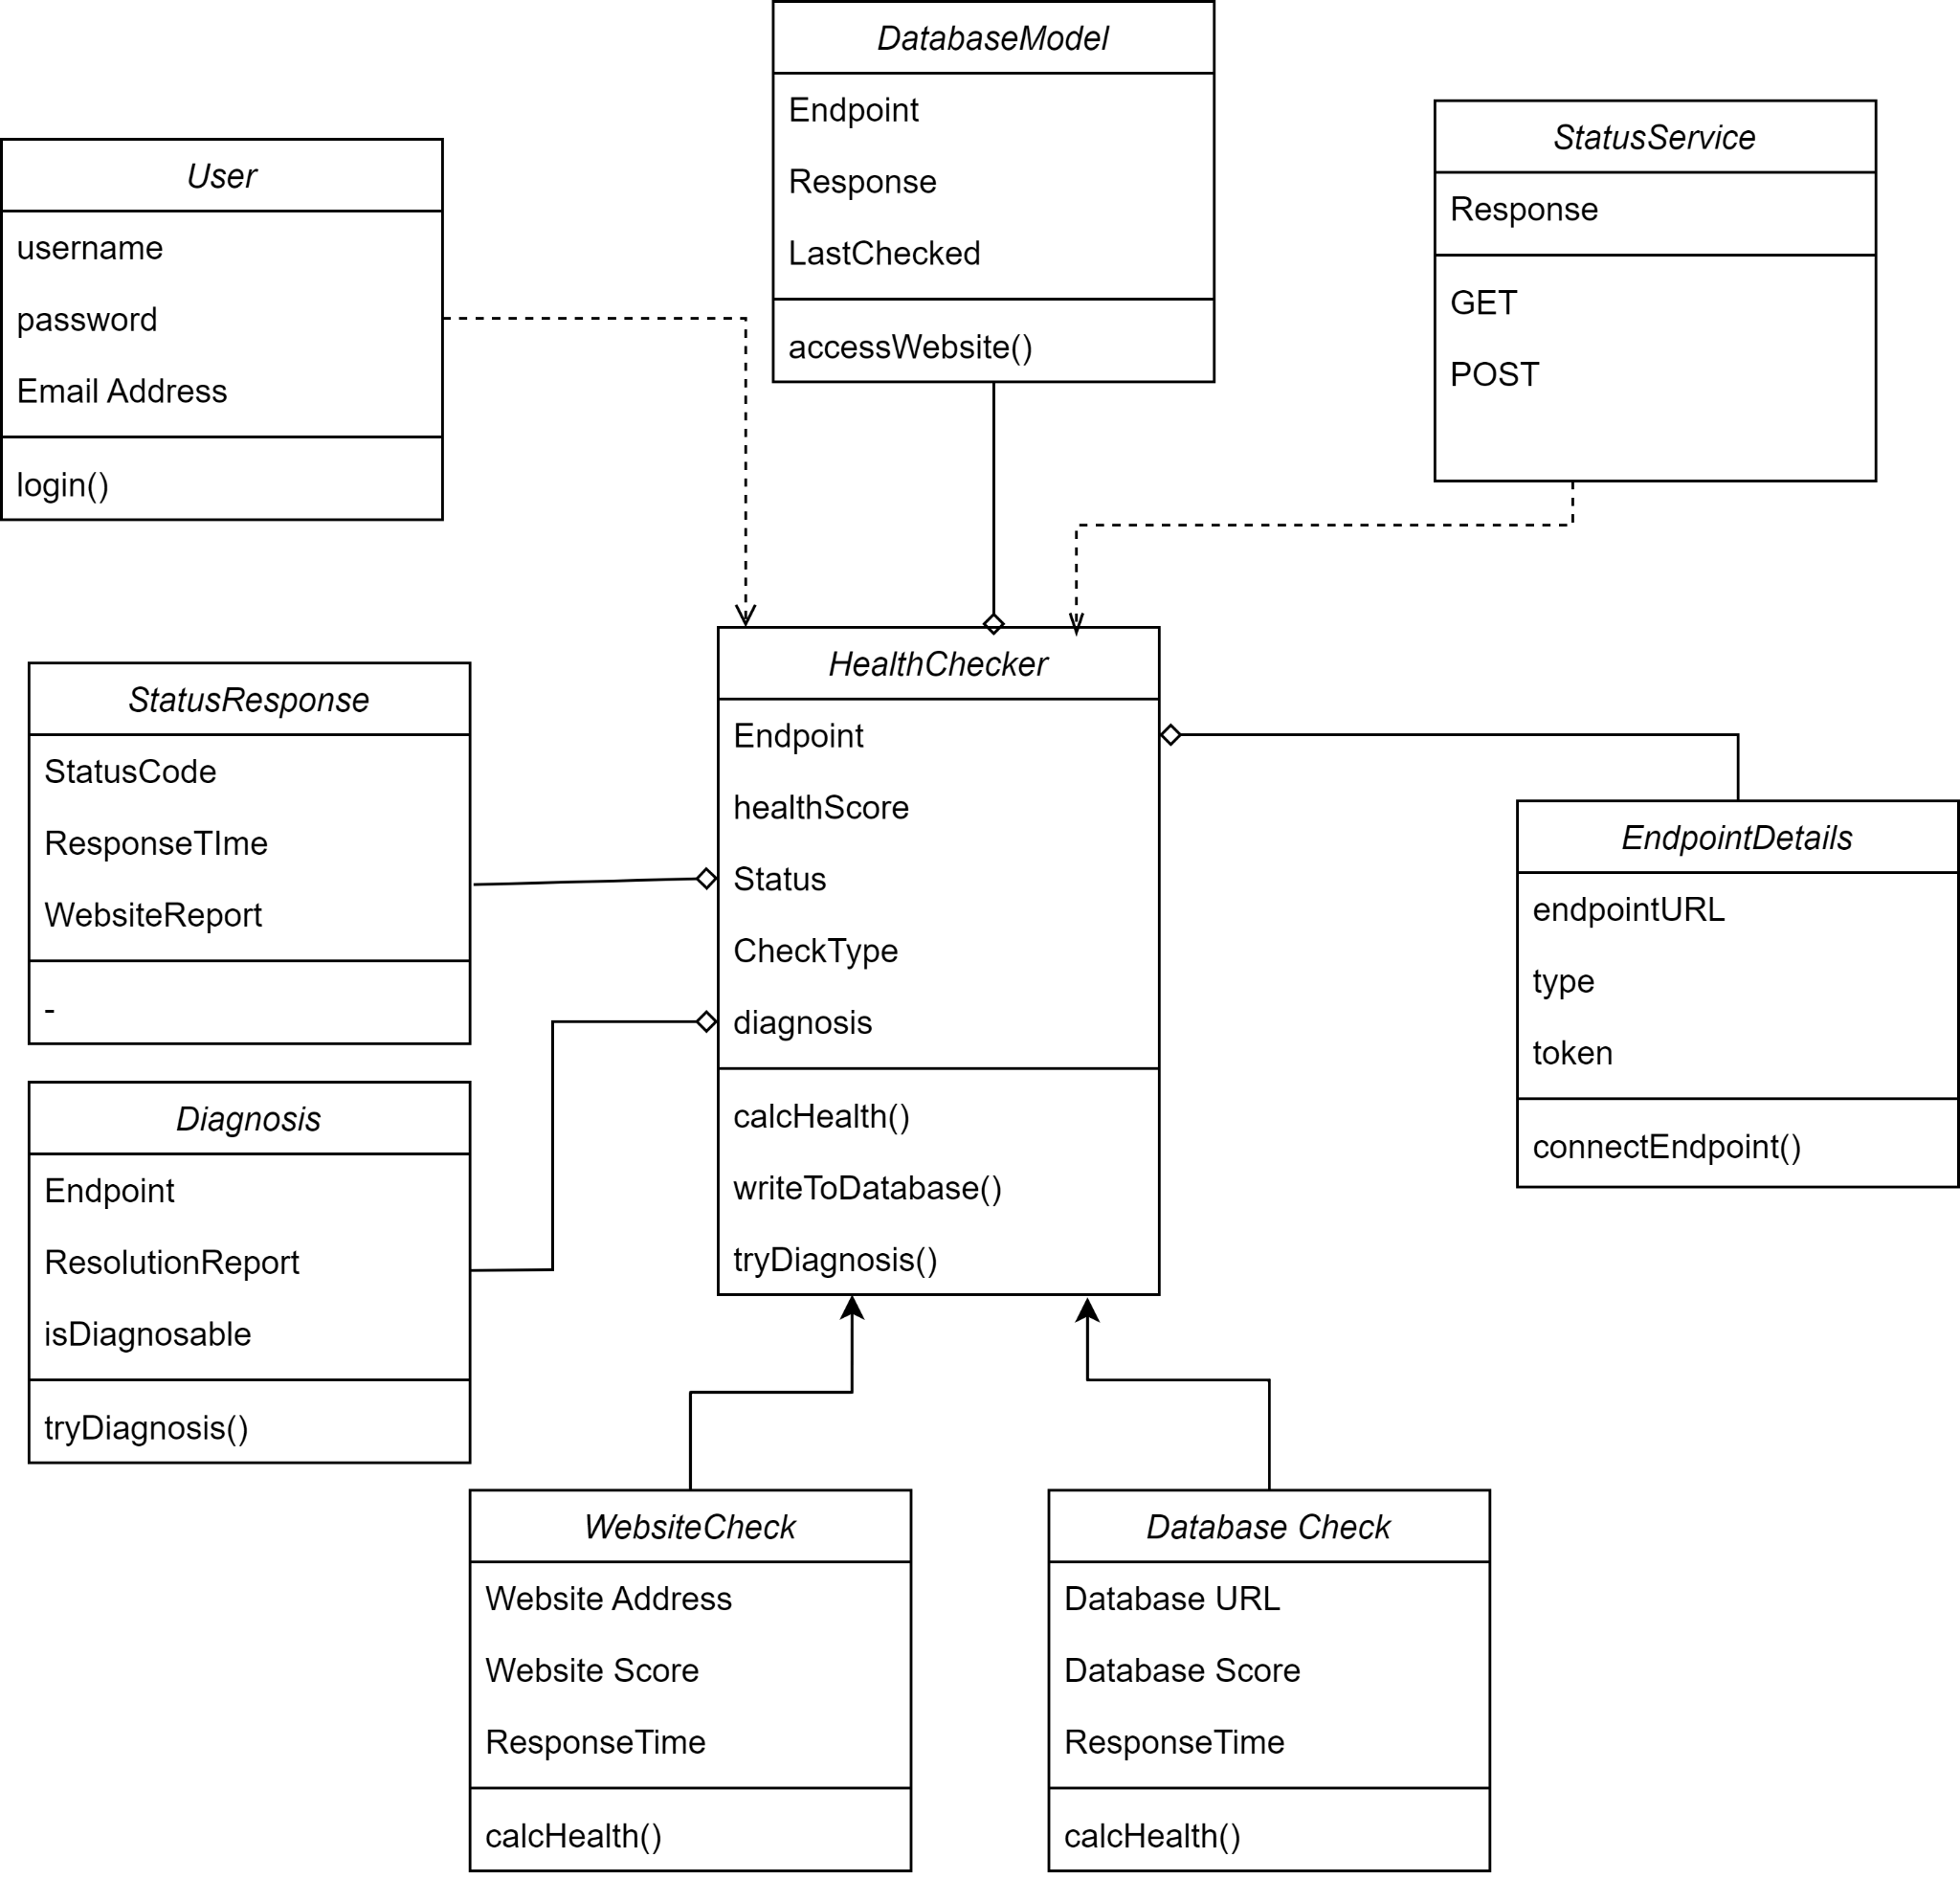 DatabaseModel
Endpoint
Response
LastChecked
accessWebsite()
StatusService
Response
GET
POST
User
username
password
Email Address
login()
HealthChecker
Endpoint
healthScore
Status
CheckType
diagnosis
calcHealth()
writeToDatabase()
tryDiagnosis()
StatusResponse
StatusCode
ResponseTIme
WebsiteReport
-
EndpointDetails
endpointURL
type
token
connectEndpoint()
Diagnosis
Endpoint
ResolutionReport
isDiagnosable
tryDiagnosis()
WebsiteCheck
Website Address
Website Score
ResponseTime
calcHealth()
Database Check
Database URL
Database Score
ResponseTime
calcHealth()